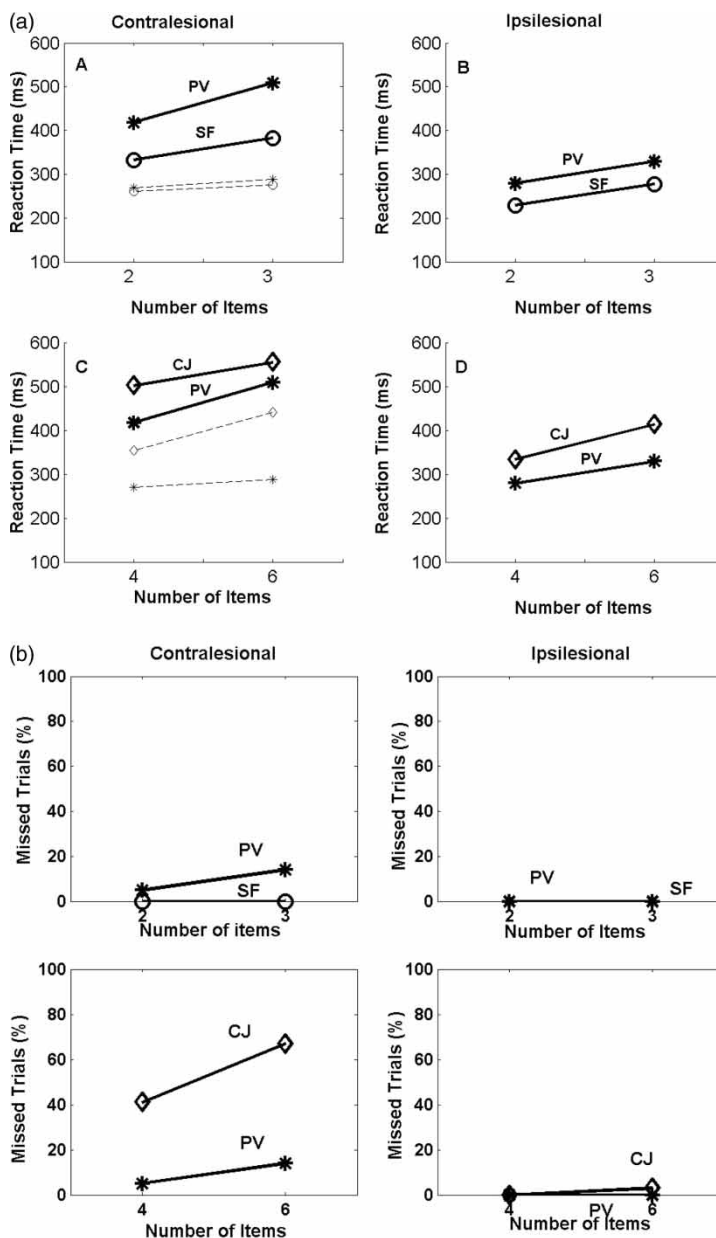 (a)
Contralesional
Ipsilesional
600
500
400
300
200
100
Reaction Time (ms)
A
PV
SF
2
3
Number of Items
600
500
400
300
200
100
Reaction Time (ms)
B
PV
SF
2
3
Number of Items
600
500
400
300
200
100
Reaction Time (ms)
C
CJ
PV
4
6
Number of Items
600
500
400
300
200
100
Reaction Time (ms)
D
CJ
PV
4
6
Number of Items
(b)
Contralesional
Ipsilesional
100
80
60
40
20
0
Missed Trials (%)
PV
SF
2
3
Number of items
100
80
60
40
20
0
Missed Trials (%)
PV
SF
2
3
Number of Items
100
80
60
40
20
0
Missed Trials (%)
CJ
PV
4
6
Number of Items
100
80
60
40
20
0
Missed Trials (%)
CJ
PV
4
6
Number of Items